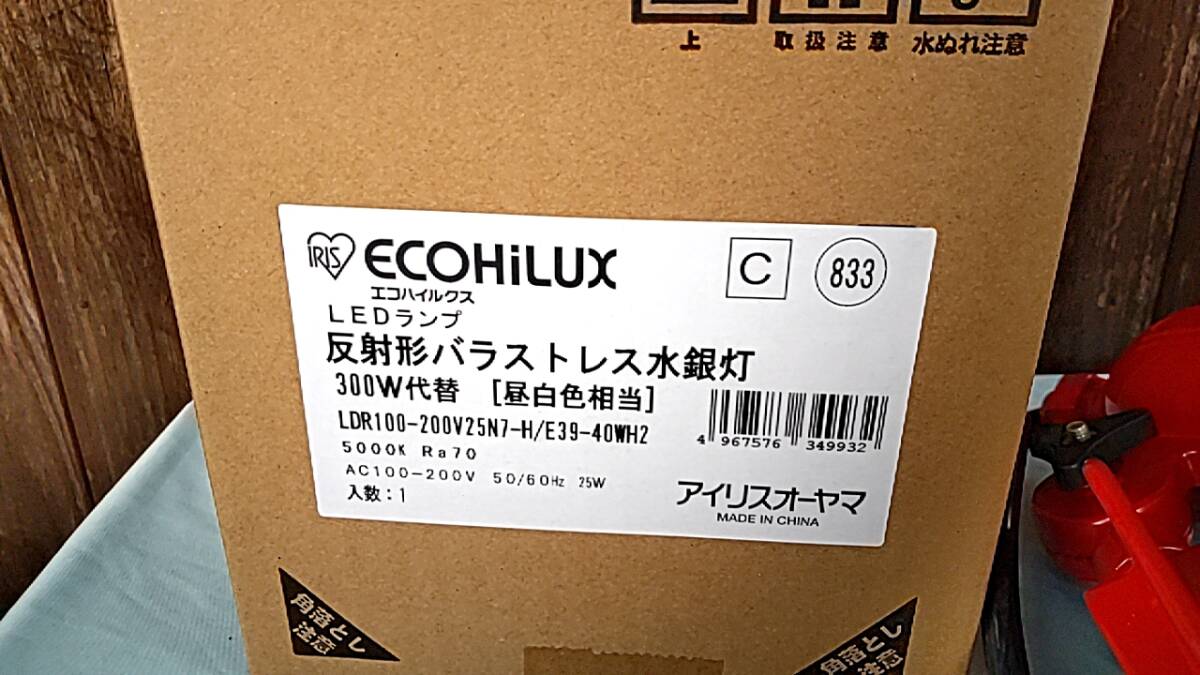 上 取扱注意 水ぬれ注意
IRIS ECOHiLUX
エコハイルクス
C
833
LEDランプ
反射形バラストレス水銀灯
300W代替 [昼白色相当]
LDR100-200V25N7-H/E39-40WH2
5000K Ra70
AC100-200V 50/60Hz 25W
入数:1
4 967576 349932
アイリスオーヤマ
MADE IN CHINA
角落とし
注意
角落とし
注意